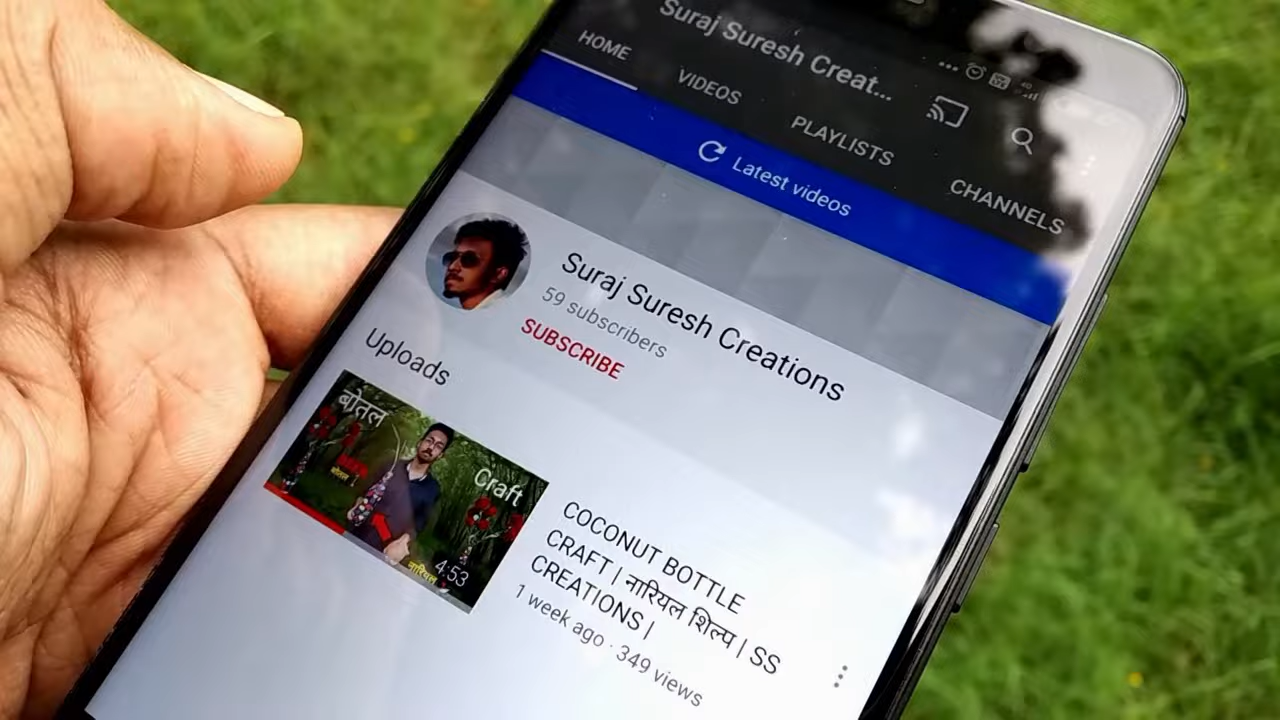 Suraj Suresh Creat...
HOME
VIDEOS
PLAYLISTS
CHANNELS
Latest videos
Suraj Suresh Creations
59 subscribers
SUBSCRIBE
Uploads
बोतल
Craft
नारियल
4:53
COCONUT BOTTLE
CRAFT | नारियल शिल्प | SS
CREATIONS |
1 week ago · 349 views